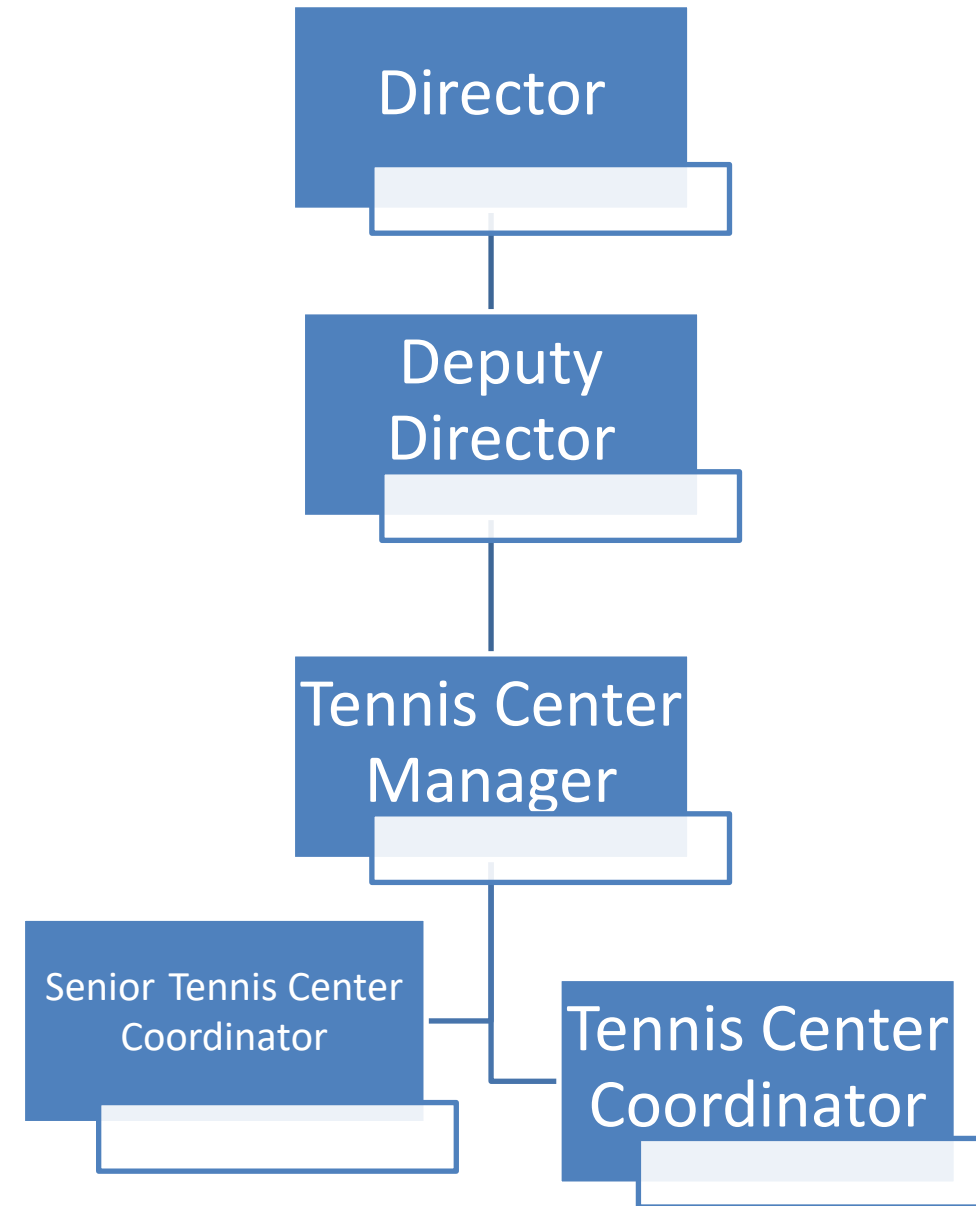 Director
Deputy
Director
Tennis Center
Manager
Senior Tennis Center
Coordinator
Tennis Center
Coordinator